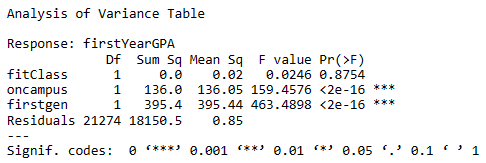 Analysis of Variance Table
Response: firstYearGPA
Df Sum Sq Mean Sq F value Pr(>F)
fitClass 1 0.0 0.02 0.0246 0.8754
oncampus 1 136.0 136.05 159.4576 <2e-16 ***
firstgen 1 395.4 395.44 463.4898 <2e-16 ***
Residuals 21274 18150.5 0.85
---
Signif. codes: 0 ‘***’ 0.001 ‘**’ 0.01 ‘*’ 0.05 ‘.’ 0.1 ‘ ’ 1